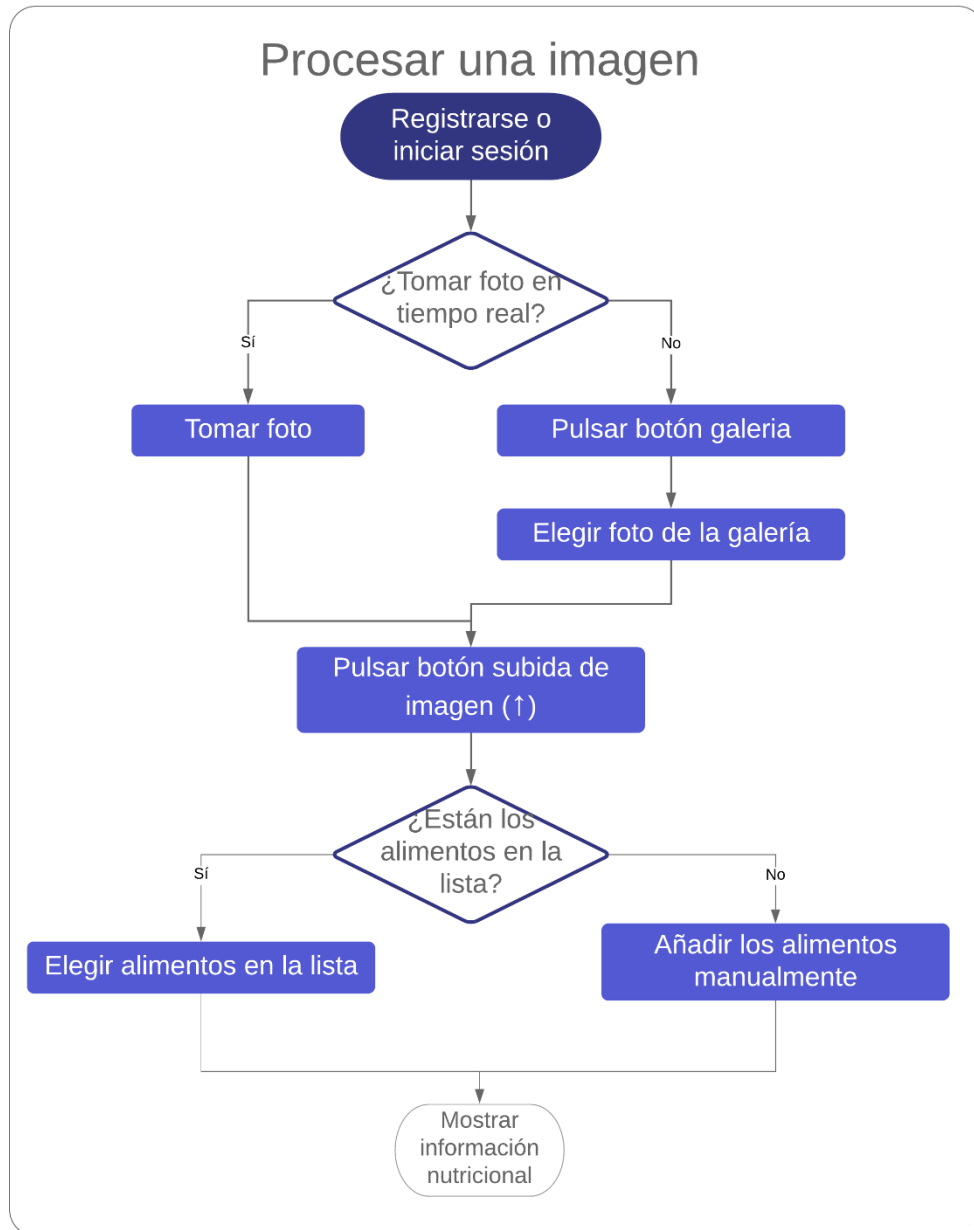 Procesar una imagen
Registrarse o
iniciar sesión
¿Tomar foto en
tiempo real?
Sí
No
Tomar foto
Pulsar botón galeria
Elegir foto de la galería
Pulsar botón subida de
imagen (↑)
¿Están los
alimentos en la
lista?
Sí
No
Elegir alimentos en la lista
Añadir los alimentos
manualmente
Mostrar
información
nutricional